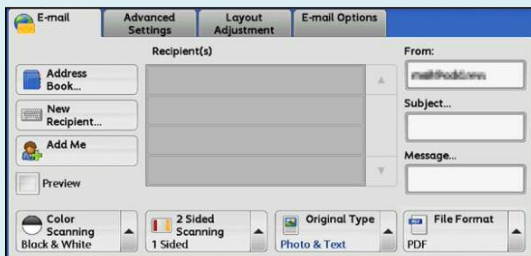 E-mail
Advanced Settings
Layout Adjustment
E-mail Options
Recipient(s)
From:
Address Book...
New Recipient...
Subject...
Add Me
Message...
Preview
Color Scanning
Black & White
2 Sided Scanning
1 Sided
Original Type
Photo & Text
File Format
PDF